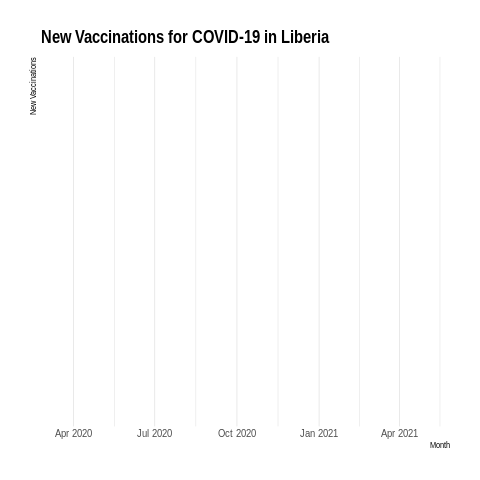 New Vaccinations for COVID-19 in Liberia
New Vaccinations
Apr 2020 Jul 2020 Oct 2020 Jan 2021 Apr 2021
Month